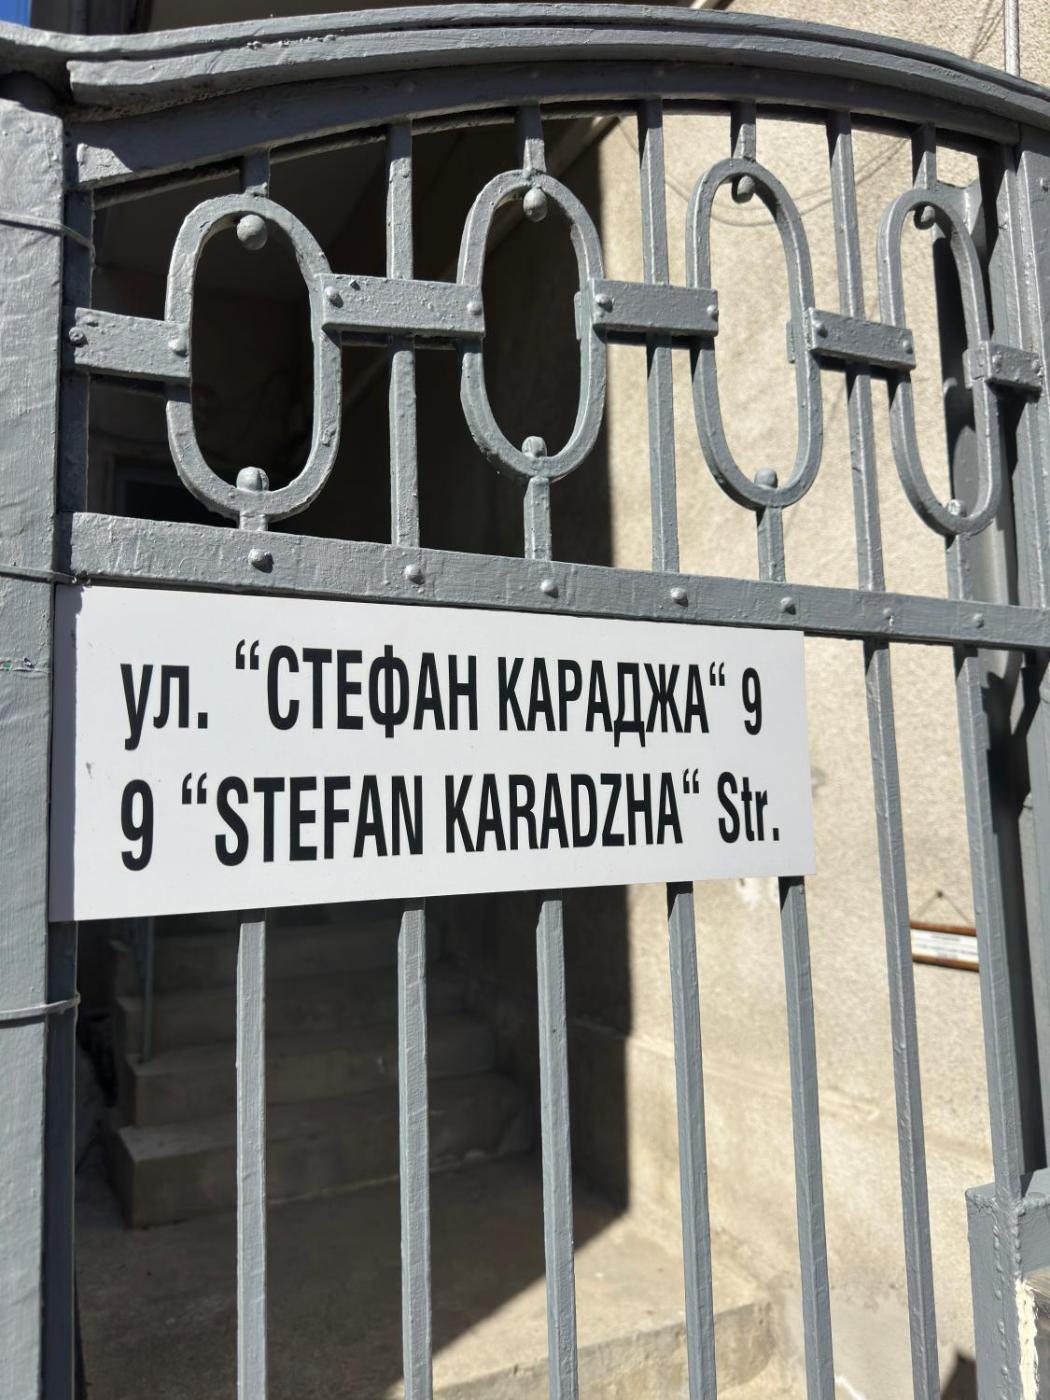 ул. “СТЕФАН КАРАДЖА“ 9
9 “STEFAN KARADZHA“ Str.